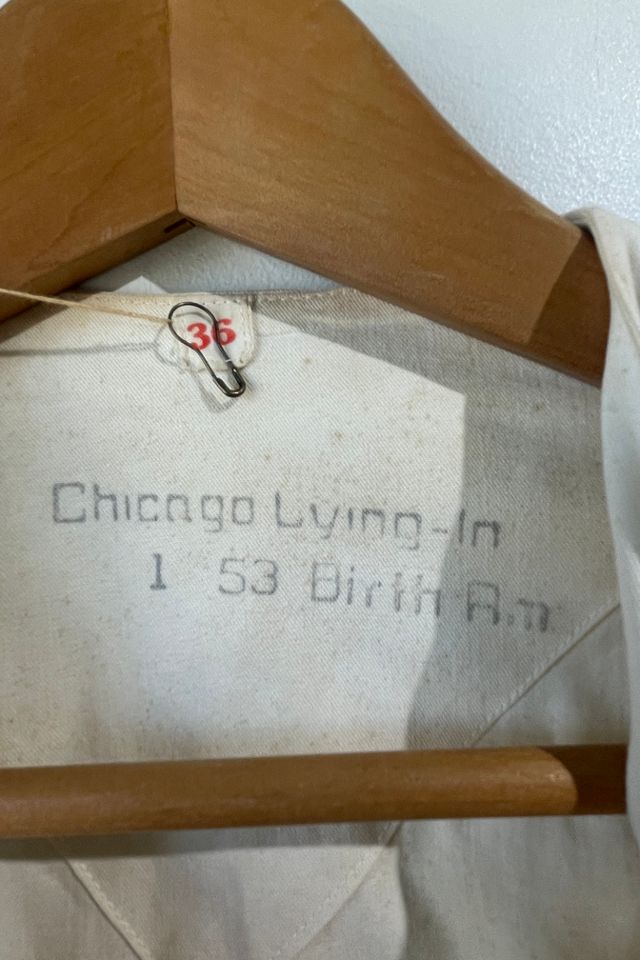 36
Chicago Lying-In
1 53 Birth R.m